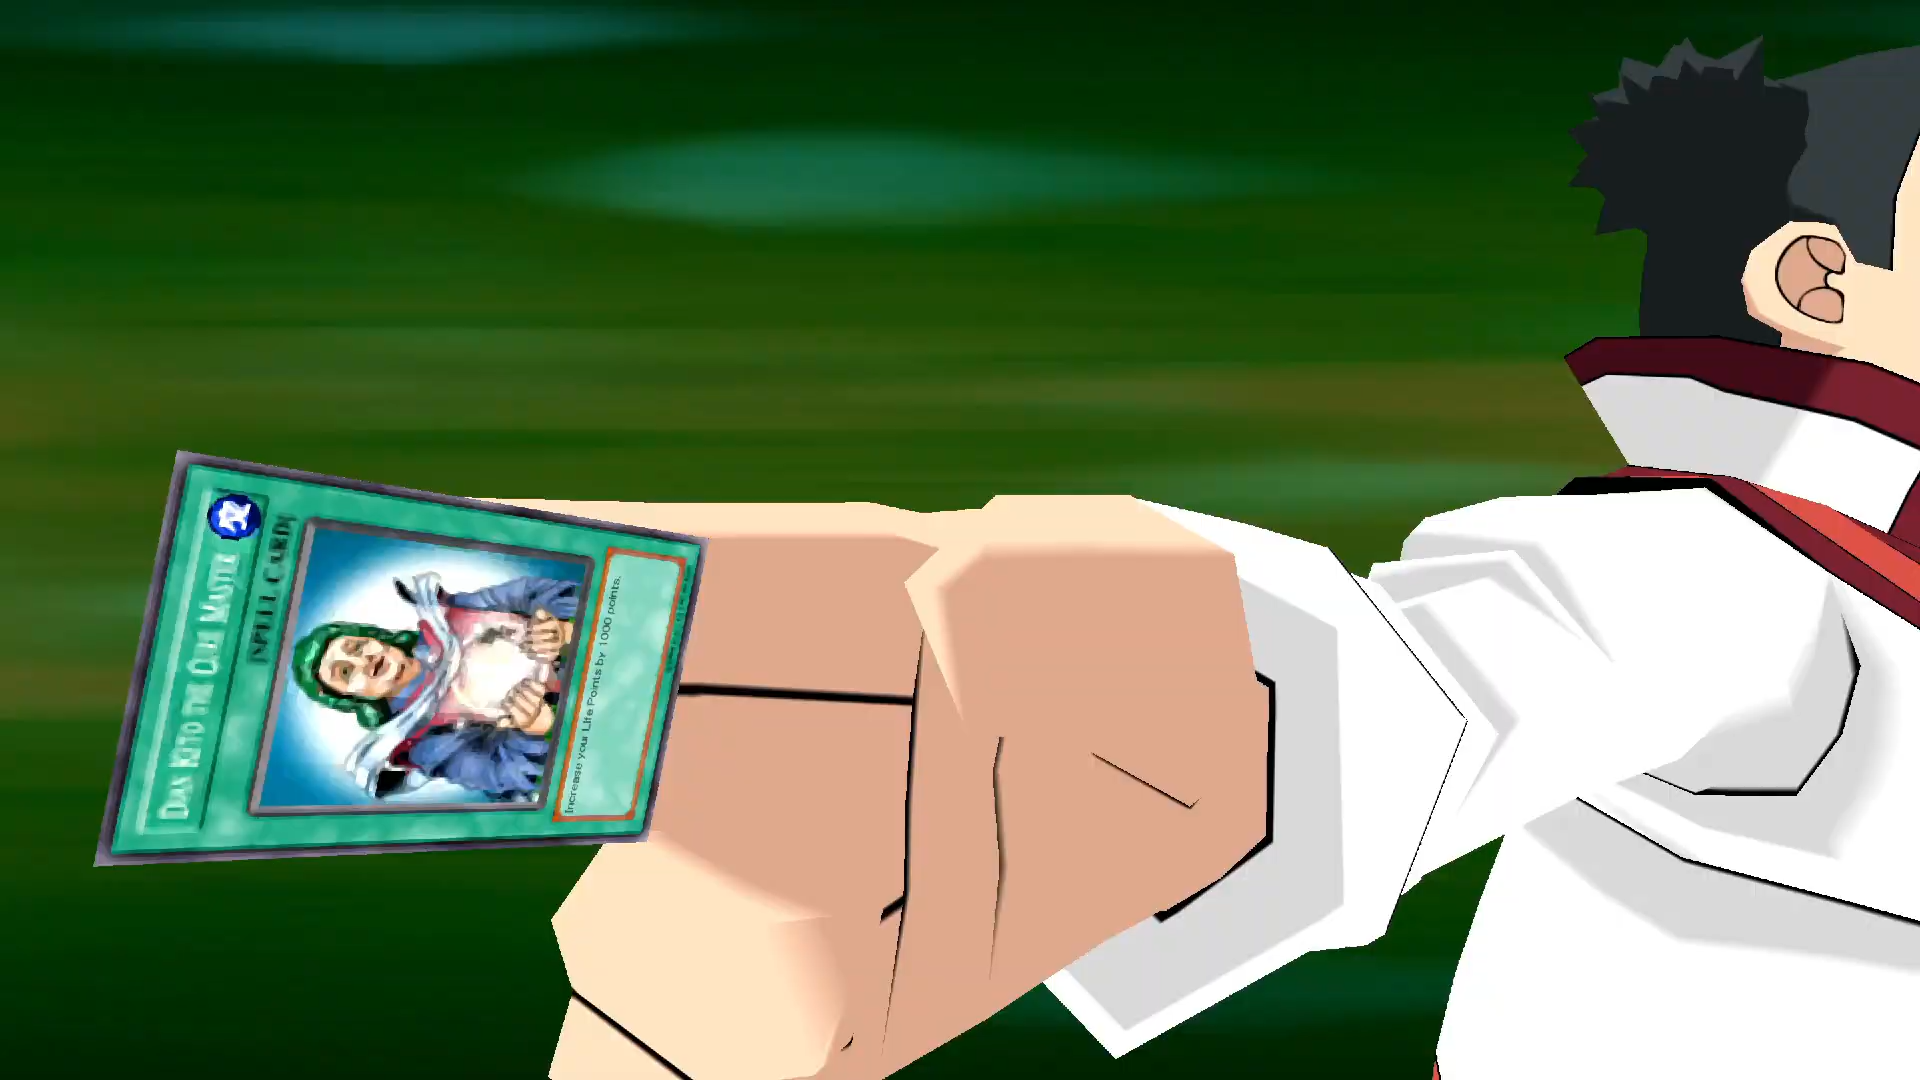 DIAN KETO THE CURE MASTER
[SPELL CARD]
Increase your Life Points by 1000 points.